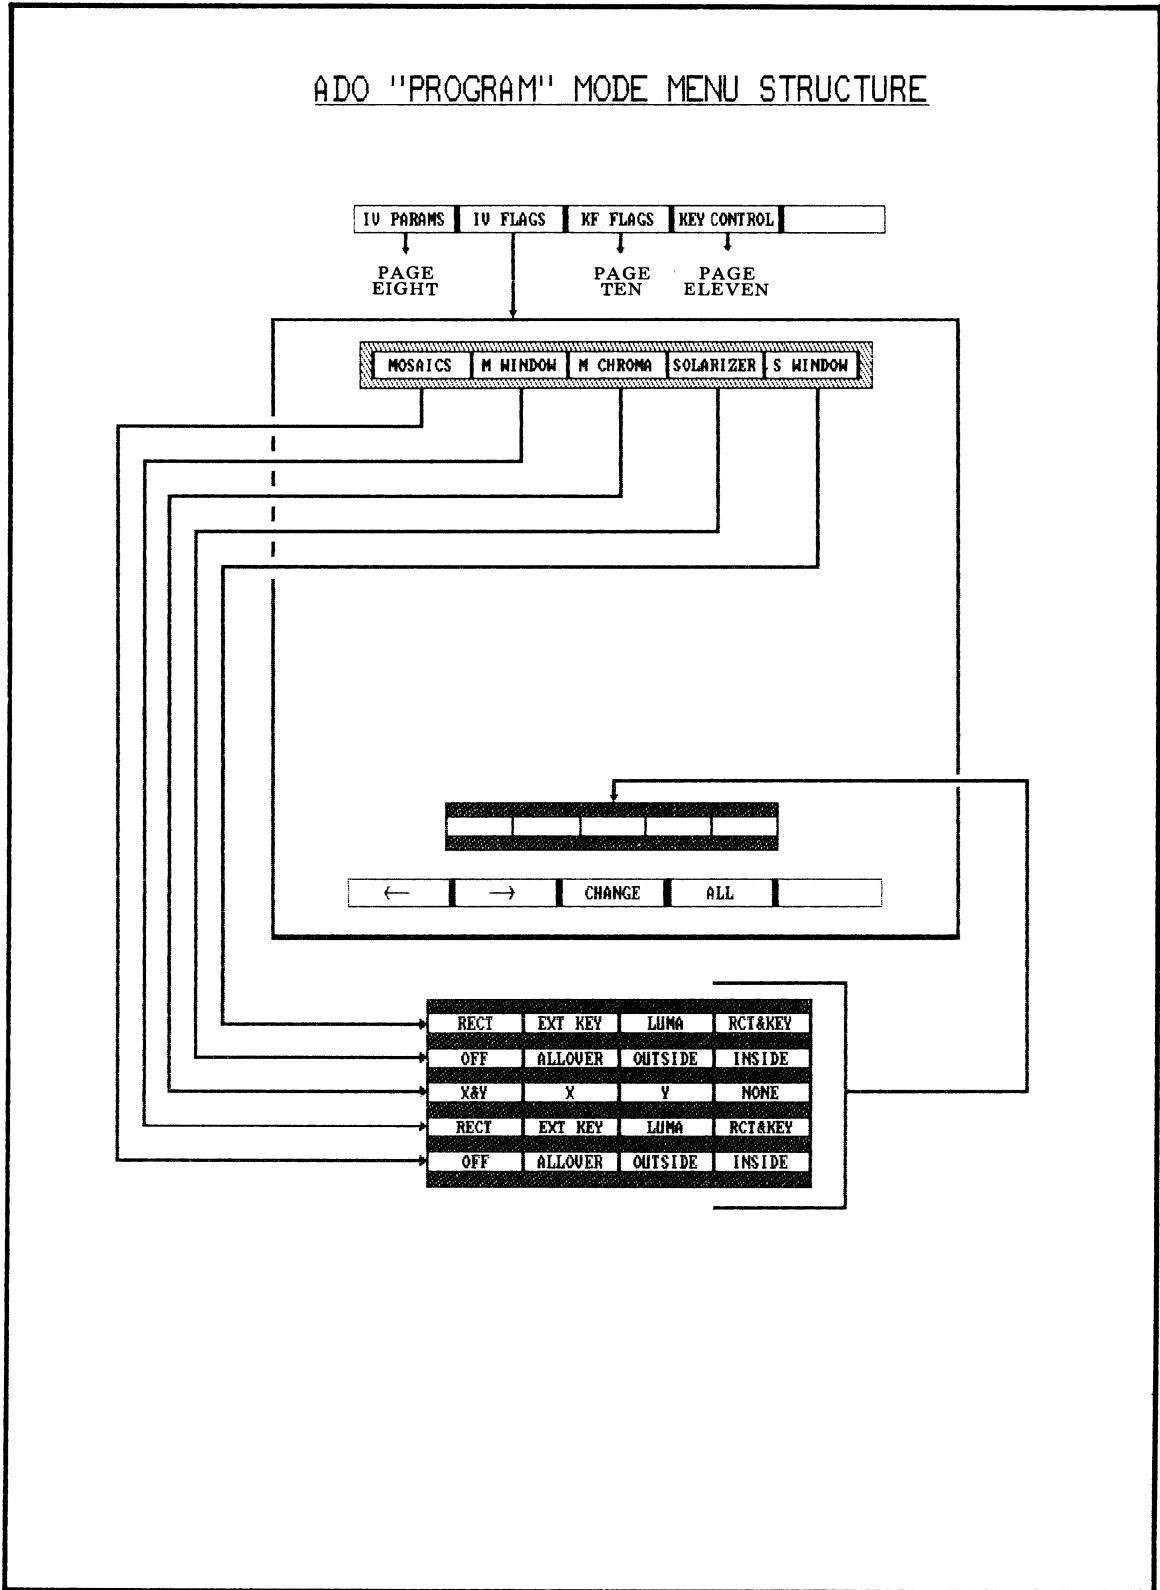 ADO "PROGRAM" MODE MENU STRUCTURE
IV PARAMS IV FLAGS KF FLAGS KEY CONTROL
PAGE EIGHT PAGE TEN PAGE ELEVEN
MOSAICS M WINDOW M CHROMA SOLARIZER S WINDOW
← → CHANGE ALL
RECT EXT KEY LUMA RCT&KEY
OFF ALLOVER OUTSIDE INSIDE
X&Y X Y NONE
RECT EXT KEY LUMA RCT&KEY
OFF ALLOVER OUTSIDE INSIDE